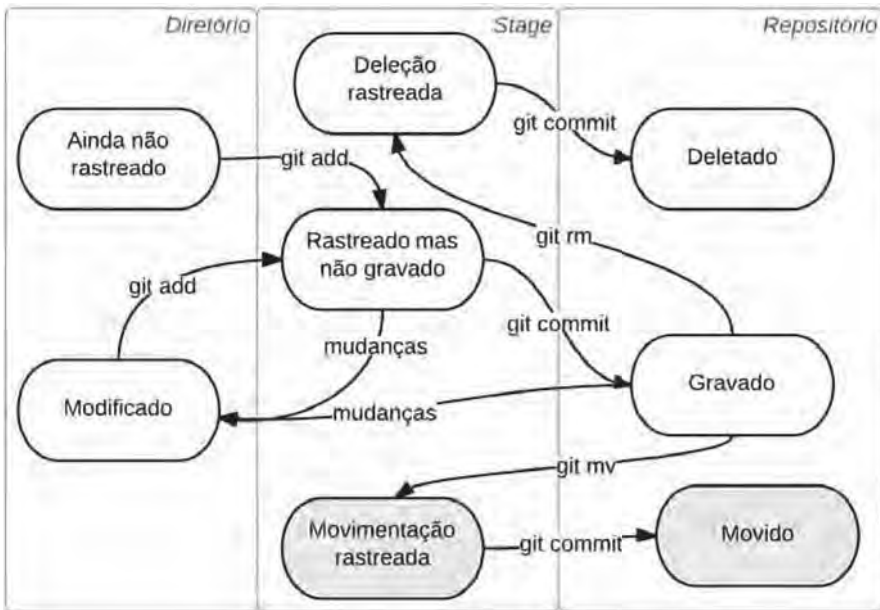 Diretório
Stage
Repositório
Deleção
rastreada
git commit
Ainda não
rastreado
git add
Deletado
Rastreado mas
não gravado
git rm
git add
git commit
mudanças
Gravado
Modificado
mudanças
git mv
Movimentação
rastreada
git commit
Movido